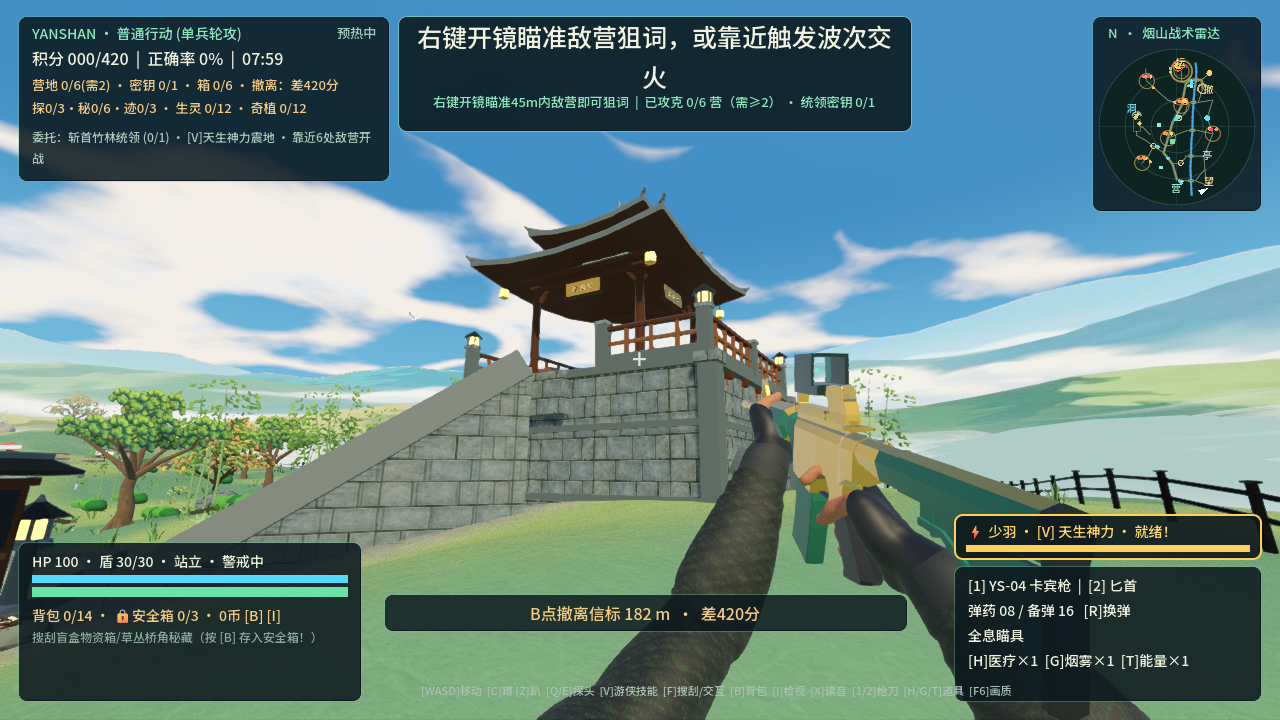 YANSHAN · 普通行动 (单兵轮攻) 预热中
积分 000/420 | 正确率 0% | 07:59
营地 0/6(需2) · 密钥 0/1 · 箱 0/6 · 撤离：差420分
探0/3·秘0/6·迹0/3 · 生灵 0/12 · 奇植 0/12
委托：斩首竹林统领 (0/1) · [V]天生神力震地 · 靠近6处敌营开
战
右键开镜瞄准敌营狙词，或靠近触发波次交
火
右键开镜瞄准45m内敌营即可狙词 | 已攻克 0/6 营（需≥2） · 统领密钥 0/1
N · 烟山战术雷达
坛
撤
洞
亭
营
望
HP 100 · 盾 30/30 · 站立 · 警戒中
背包 0/14 · 安全箱 0/3 · 0币 [B] [I]
搜刮盲盒物资箱/草丛桥角秘藏（按 [B] 存入安全箱！）
B点撤离信标 182 m · 差420分
少羽 · [V] 天生神力 · 就绪！
[1] YS-04 卡宾枪 | [2] 匕首
弹药 08 / 备弹 16 [R]换弹
全息瞄具
[H]医疗×1 [G]烟雾×1 [T]能量×1
[WASD]移动 [C]蹲 [Z]趴 [Q/E]探头 [V]游侠技能 [F]搜刮/交互 [B]背包 [I]检视 [X]读音 [1/2]枪刀 [H/G/T]道具 [F6]画质